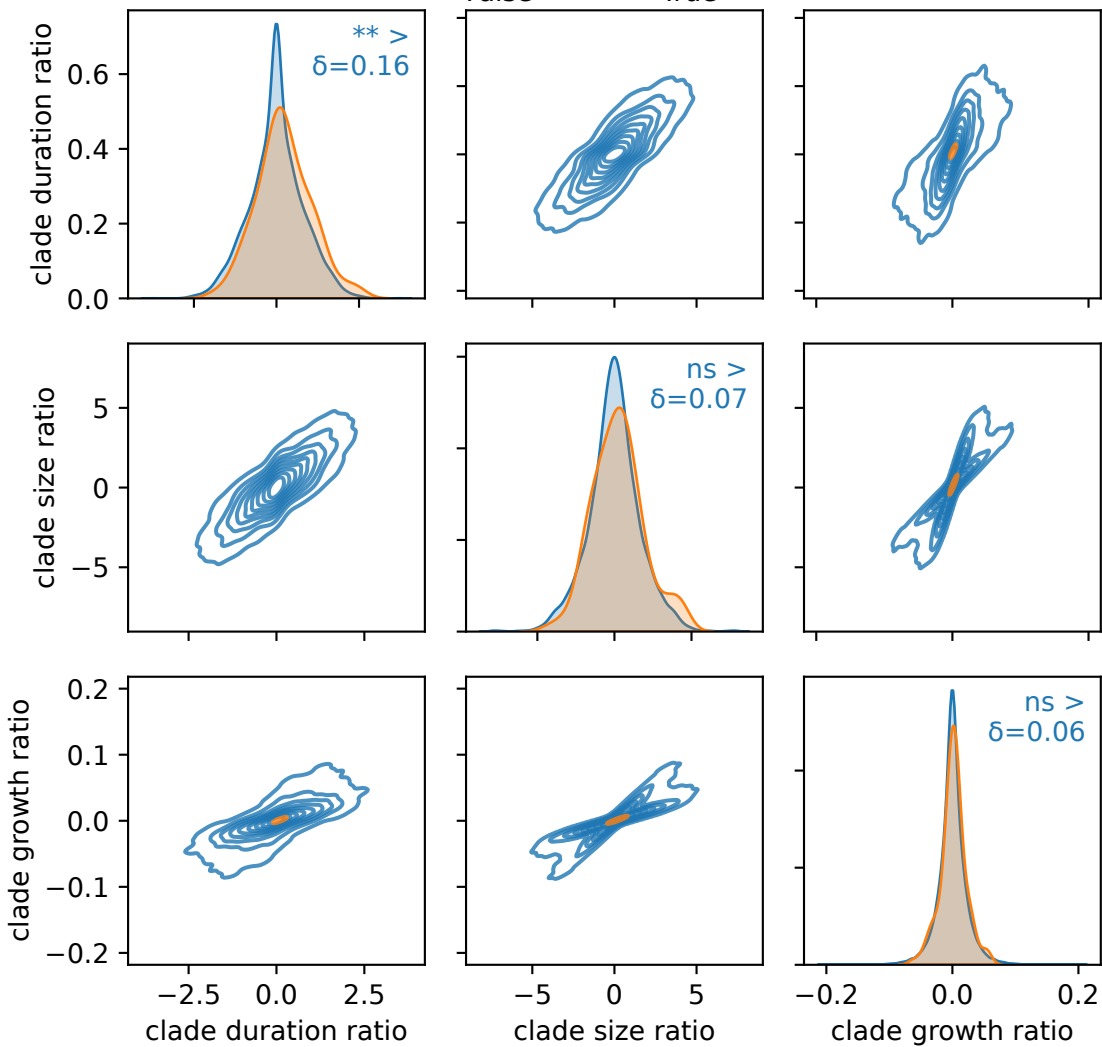 ** >
δ=0.16
clade duration ratio
0.6
0.4
0.2
0.0
ns >
δ=0.07
clade size ratio
5
0
−5
ns >
δ=0.06
clade growth ratio
0.2
0.1
0.0
−0.1
−0.2
−2.5 0.0 2.5
−5 0 5
−0.2 0.0 0.2
clade duration ratio
clade size ratio
clade growth ratio